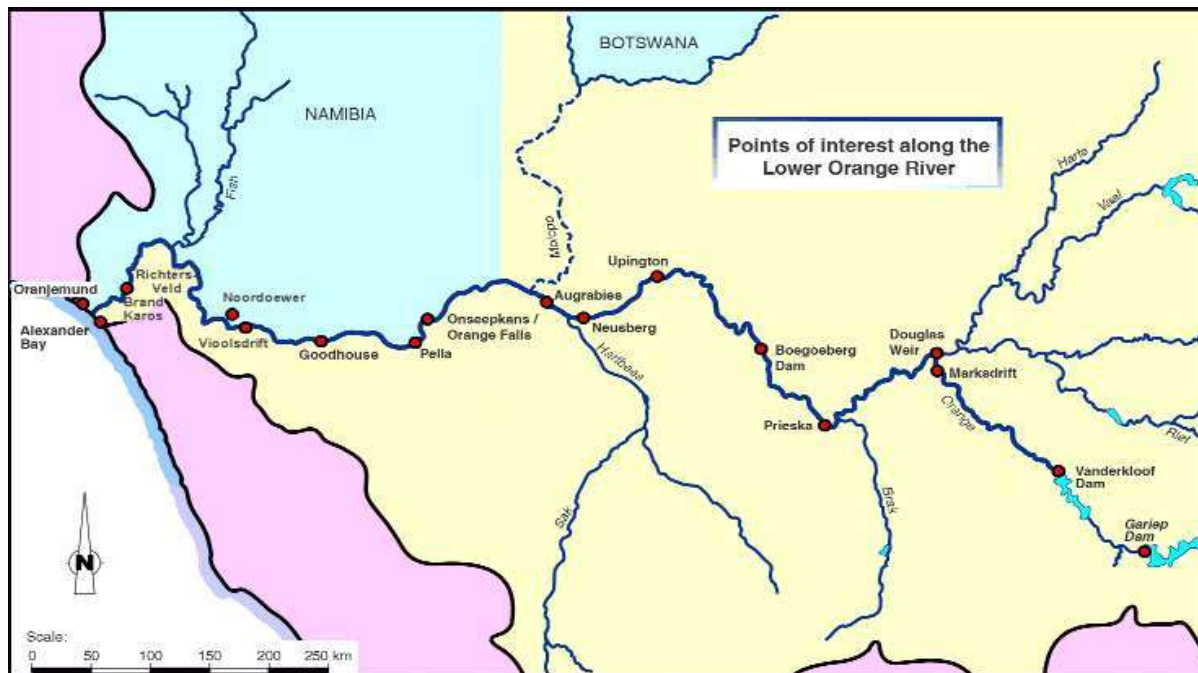 BOTSWANA
NAMIBIA
Points of interest along the
Lower Orange River
Harts
Vaal
Fish
Molopo
Upington
Oranjemund
Richters-
Veld
Brand
Karos
Alexander
Bay
Noordoewer
Vioolsdrift
Goodhouse
Pella
Onseepkans /
Orange Falls
Augrabies
Neusberg
Hartbees
Boegoeberg
Dam
Douglas
Weir
Marksdrift
Prieska
Orange
Riet
Vanderkloof
Dam
Gariep
Dam
Sak
Brak
N
Scale:
0 50 100 150 200 250 km